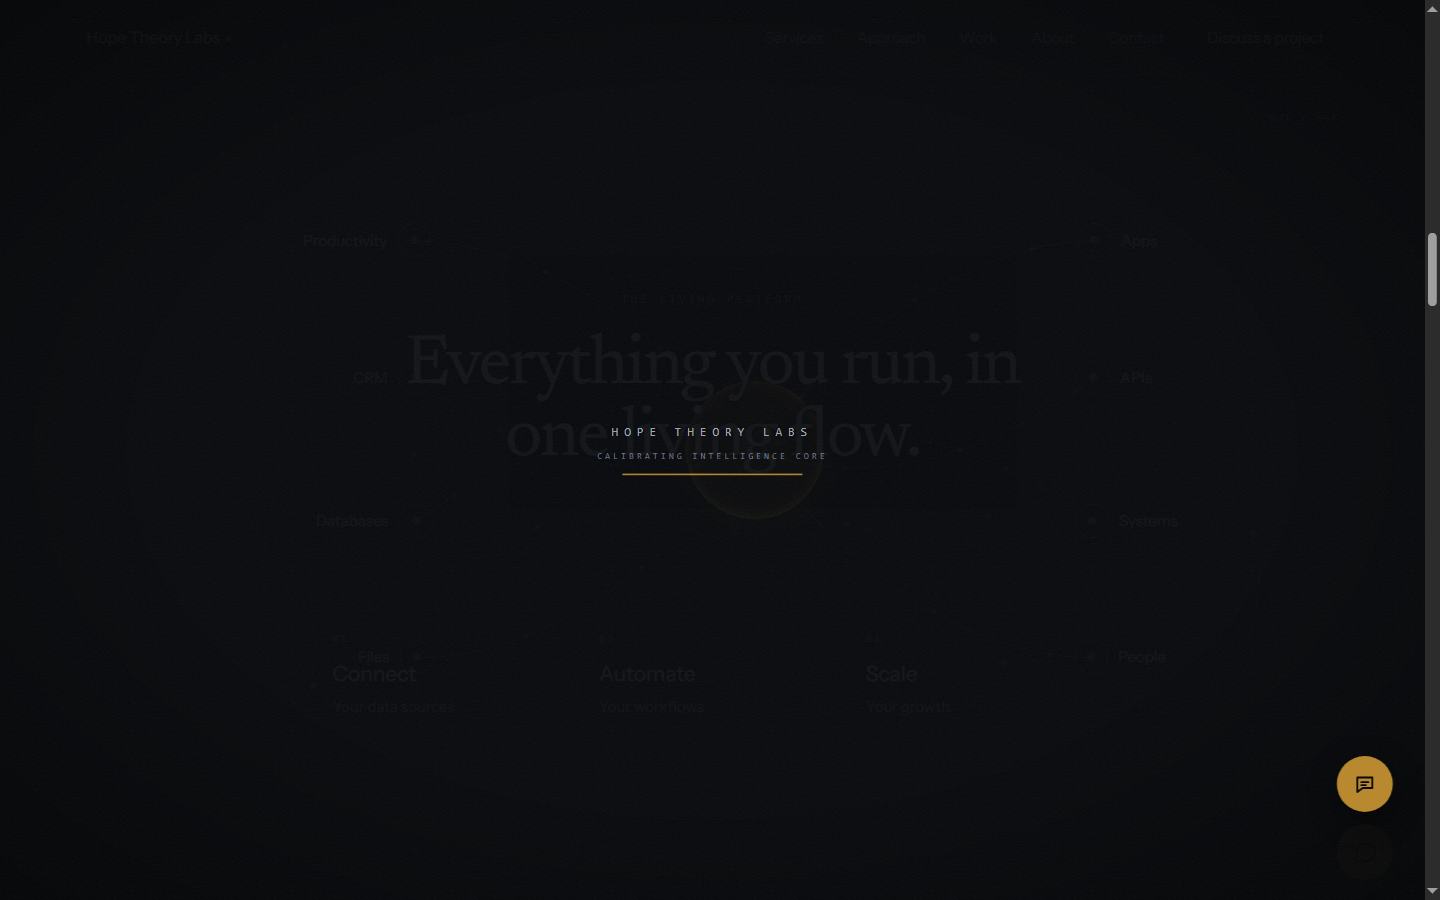 Hope Theory Labs
Services Approach Work About Contact Discuss a project
Productivity
Apps
THE LIVING PLATFORM
Everything you run, in
one living flow.
CRM
APIs
HOPE THEORY LABS
CALIBRATING INTELLIGENCE CORE
Databases
Systems
Files
People
Connect
Your data sources
Automate
Your workflows
Scale
Your growth